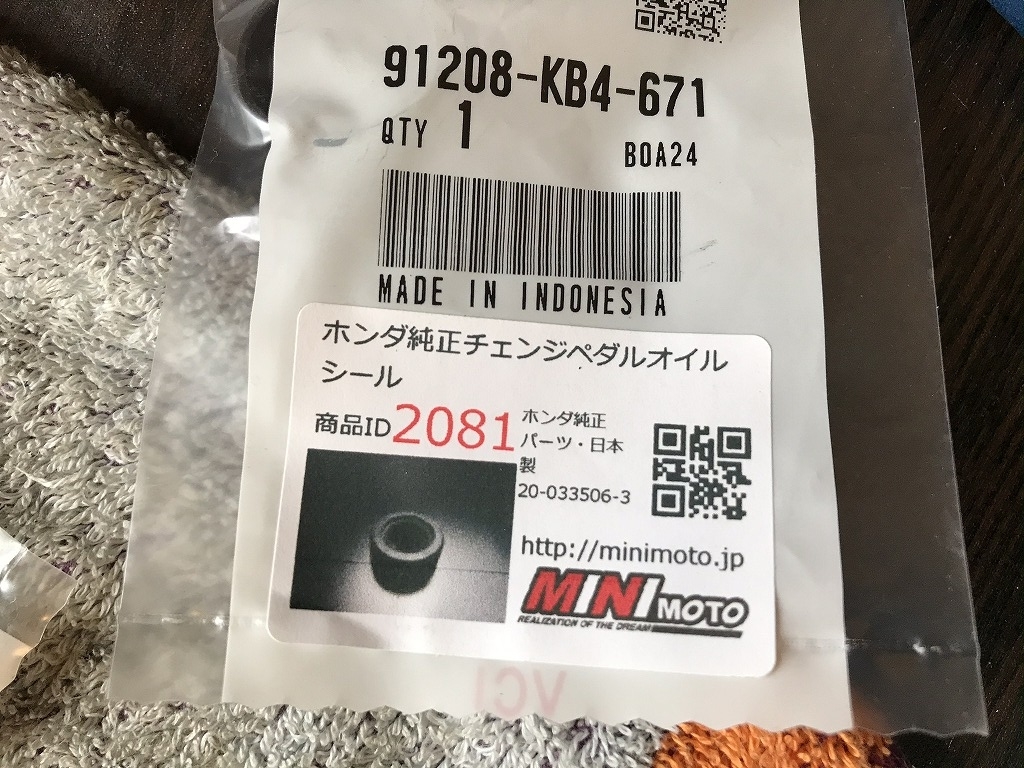 91208-KB4-671
QTY 1
BOA24
MADE IN INDONESIA
ホンダ純正チェンジペダルオイル
シール
商品ID2081
ホンダ純正
パーツ・日本
製
20-033506-3
http://minimoto.jp
MINIMOTO
REALIZATION OF THE DREAM
VCI